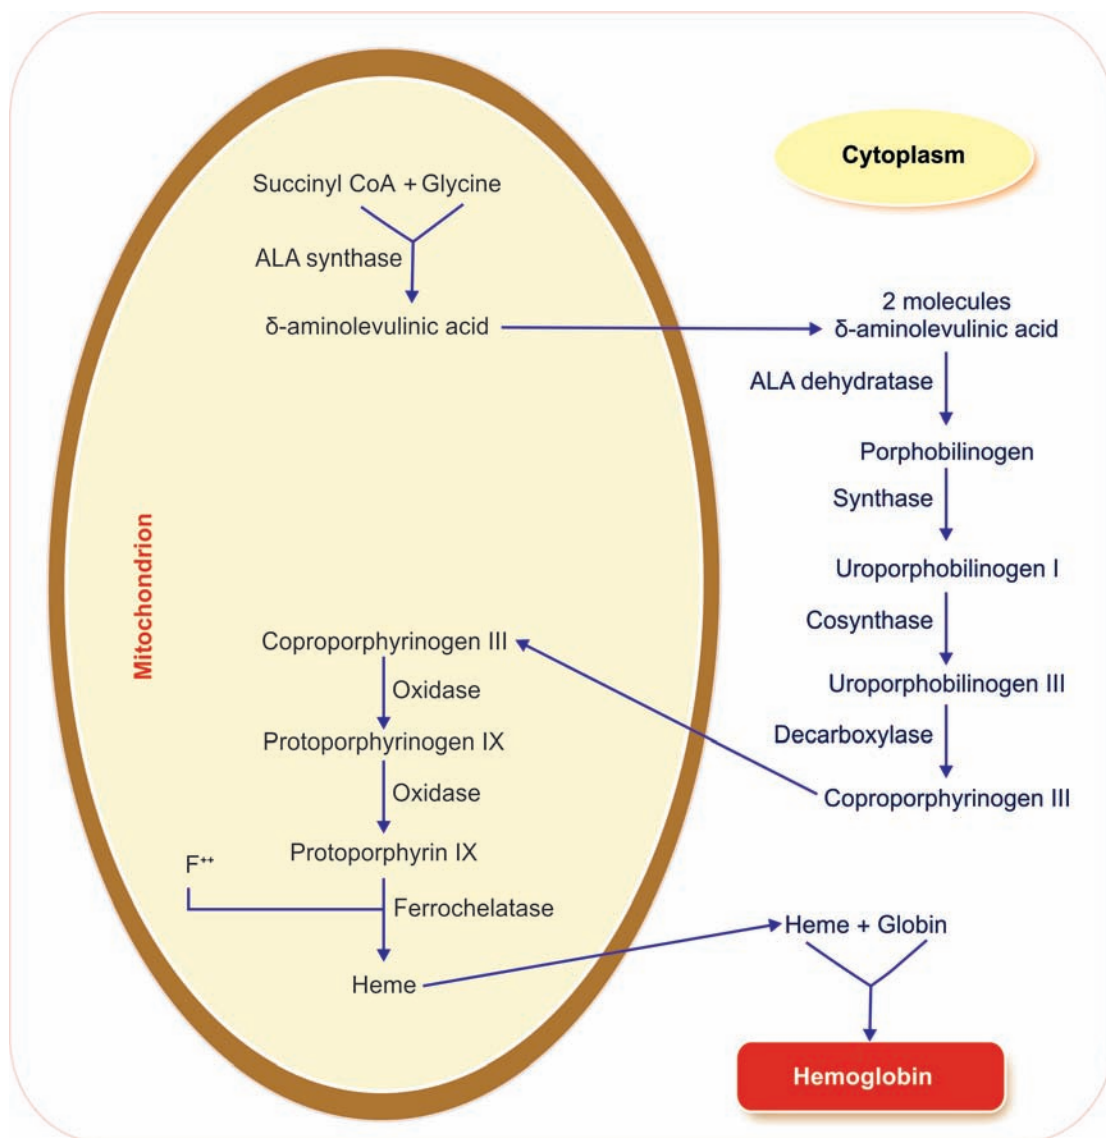 Cytoplasm
Succinyl CoA + Glycine
ALA synthase
δ-aminolevulinic acid
2 molecules
δ-aminolevulinic acid
ALA dehydratase
Porphobilinogen
Synthase
Uroporphobilinogen I
Cosynthase
Uroporphobilinogen III
Decarboxylase
Coproporphyrinogen III
Mitochondrion
Coproporphyrinogen III
Oxidase
Protoporphyrinogen IX
Oxidase
Protoporphyrin IX
F⁺⁺
Ferrochelatase
Heme
Heme + Globin
Hemoglobin